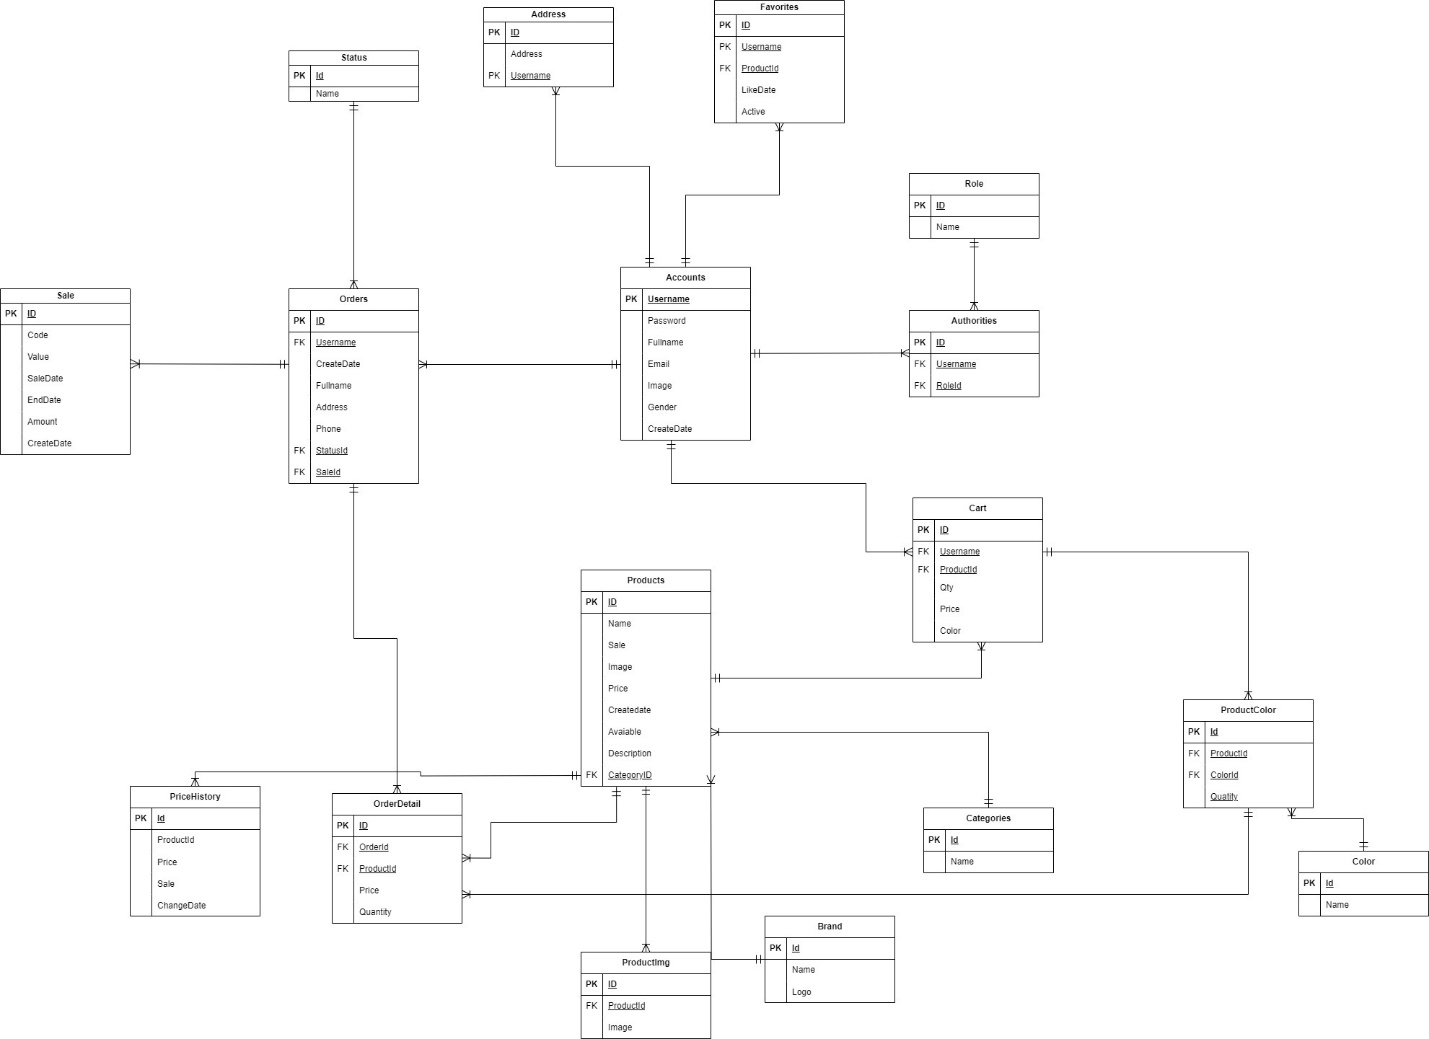 Address
PK ID
Address
PK Username
Favorites
PK ID
PK Username
FK ProductId
LikeDate
Active
Status
PK Id
Name
Role
PK ID
Name
Sale
PK ID
Code
Value
SaleDate
EndDate
Amount
CreateDate
Orders
PK ID
FK Username
CreateDate
Fullname
Address
Phone
FK StatusId
FK SaleId
Accounts
PK Username
Password
Fullname
Email
Image
Gender
CreateDate
Authorities
PK ID
FK Username
FK RoleId
Cart
PK ID
FK Username
FK ProductId
Qty
Price
Color
Products
PK ID
Name
Sale
Image
Price
Createdate
Avaiable
Description
FK CategoryID
ProductColor
PK Id
FK ProductId
FK ColorId
Quatity
PriceHistory
PK Id
ProductId
Price
Sale
ChangeDate
OrderDetail
PK ID
FK OrderId
FK ProductId
Price
Quantity
Categories
PK Id
Name
Color
PK Id
Name
Brand
PK Id
Name
Logo
ProductImg
PK ID
FK ProductId
Image